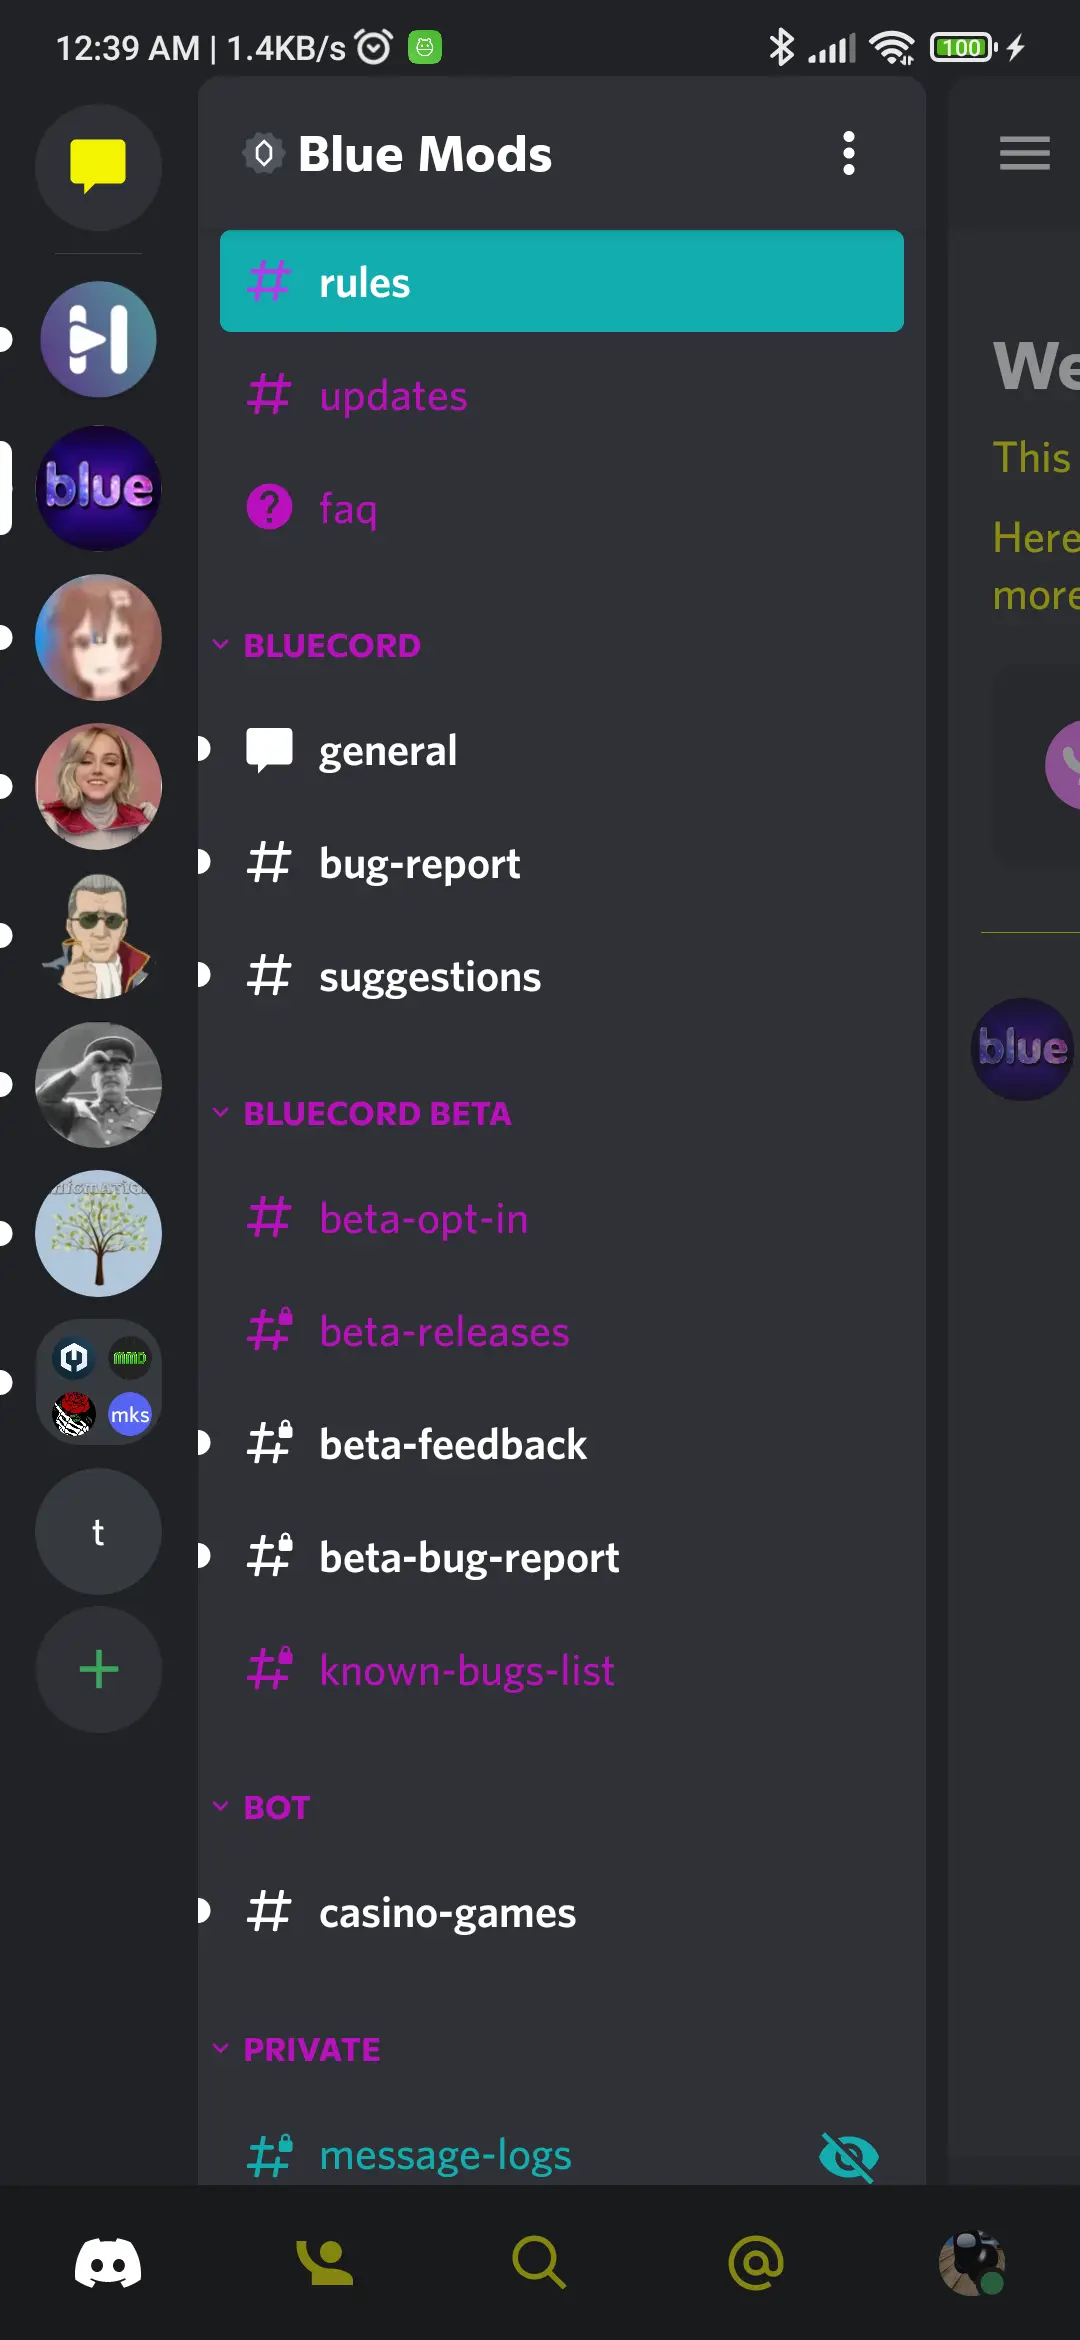 12:39 AM | 1.4KB/s
100
Blue Mods
rules
updates
faq
BLUECORD
general
bug-report
suggestions
BLUECORD BETA
beta-opt-in
beta-releases
beta-feedback
beta-bug-report
known-bugs-list
BOT
casino-games
PRIVATE
message-logs
blue
mmd
mks
t
We
This
Here
more
blue